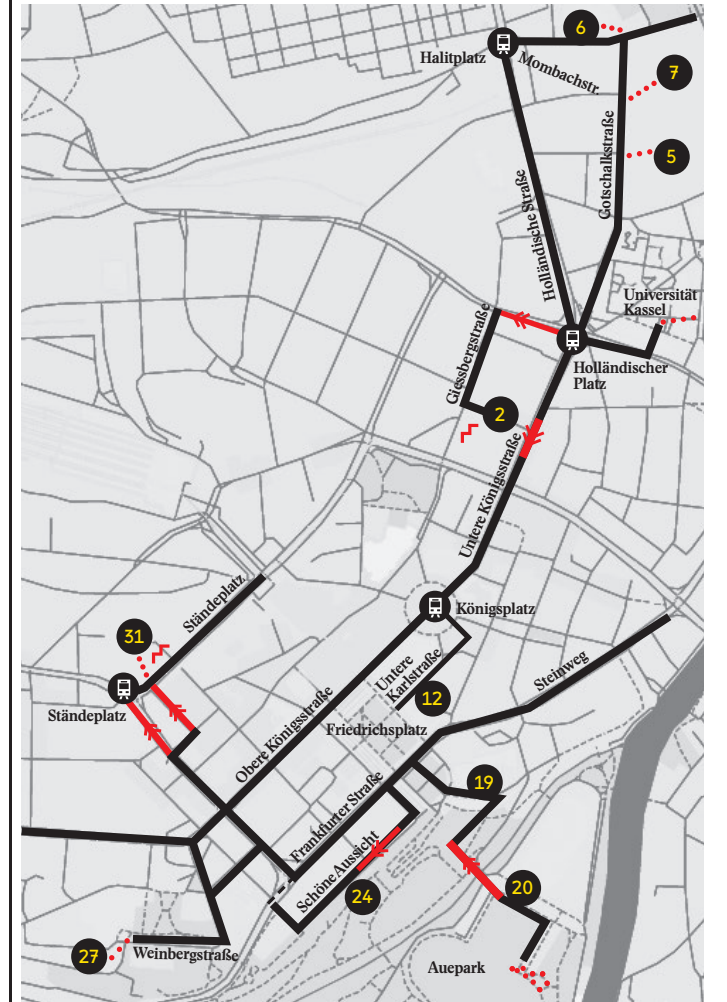 6
Halitplatz
Mombachstr.
7
5
Gotschalkstraße
Holländische Straße
Universität
Kassel
Giessbergstraße
Holländischer
Platz
2
Untere Königsstraße
Königsplatz
Ständeplatz
31
Untere
Karlstraße
12
Steinweg
Ständeplatz
Obere Königsstraße
Friedrichsplatz
19
Frankfurter Straße
Schöne Aussicht
24
20
27
Weinbergstraße
Auepark